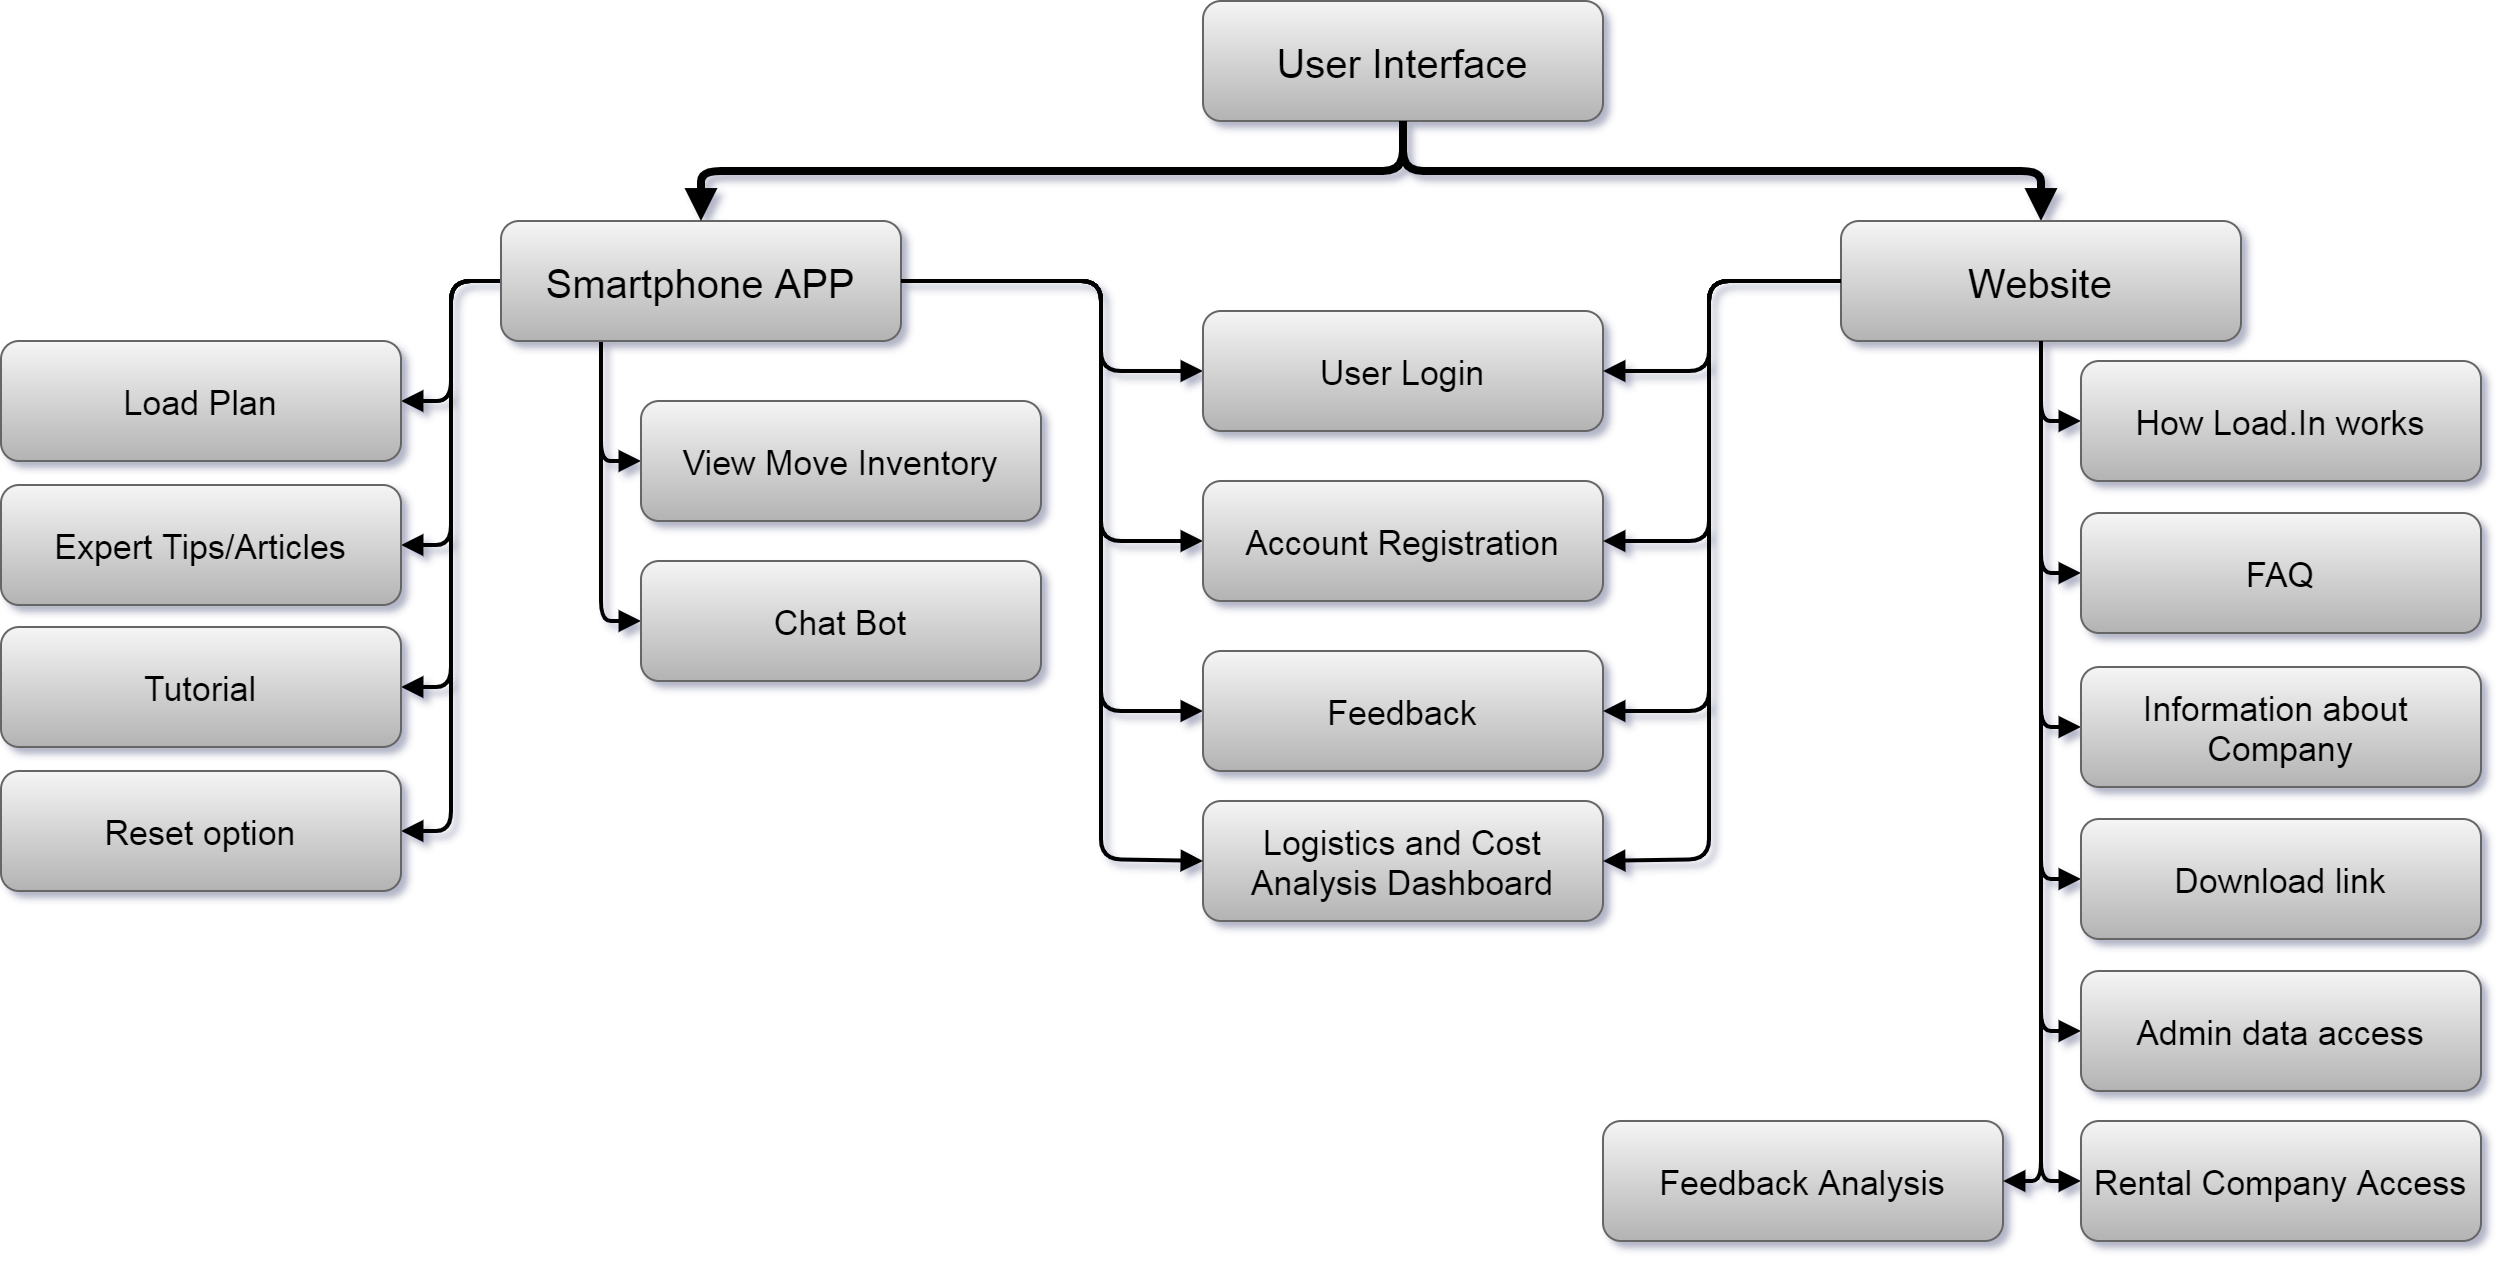 User Interface
Smartphone APP
Website
Load Plan
Expert Tips/Articles
Tutorial
Reset option
View Move Inventory
Chat Bot
User Login
Account Registration
Feedback
Logistics and Cost
Analysis Dashboard
How Load.In works
FAQ
Information about
Company
Download link
Admin data access
Feedback Analysis
Rental Company Access